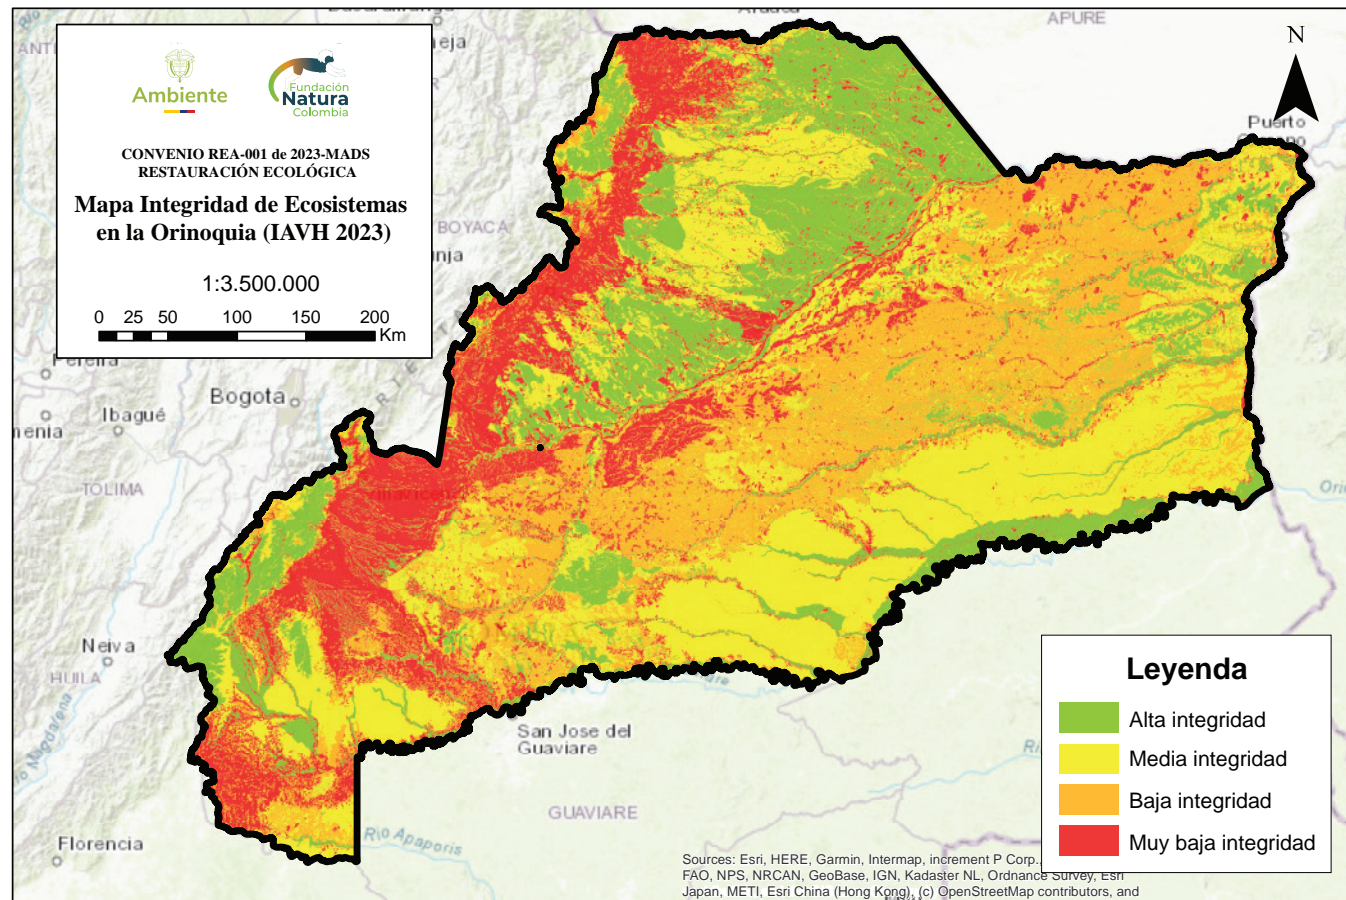 Ambiente
Fundación
Natura
Colombia
CONVENIO REA-001 de 2023-MADS
RESTAURACIÓN ECOLÓGICA
Mapa Integridad de Ecosistemas
en la Orinoquia (IAVH 2023)
1:3.500.000
0 25 50 100 150 200
Km
APURE
N
Puerto
BOYACA
Pereira
Bogota
Ibagué
TOLIMA
Neiva
HUILA
San Jose del
Guaviare
GUAVIARE
Florencia
Rio Apaporis
Leyenda
Alta integridad
Media integridad
Baja integridad
Muy baja integridad
Sources: Esri, HERE, Garmin, Intermap, increment P Corp.,
FAO, NPS, NRCAN, GeoBase, IGN, Kadaster NL, Ordnance Survey, Esri
Japan, METI, Esri China (Hong Kong), (c) OpenStreetMap contributors, and